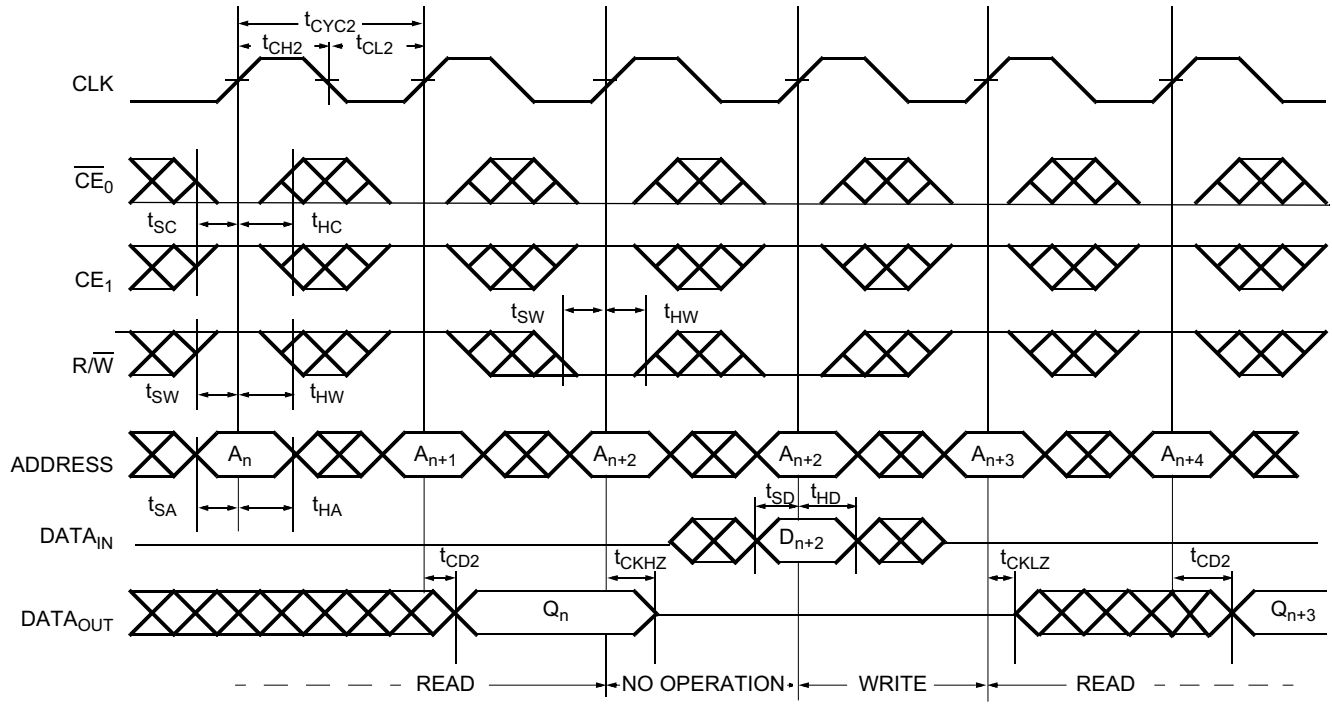 tCYC2
tCH2 tCL2
CLK
CE0
tSC tHC
CE1
tSW tHW
R/W
tSW tHW
ADDRESS An An+1 An+2 An+2 An+3 An+4
tSA tHA tSD tHD
DATAIN Dn+2
tCD2 tCKHZ tCKLZ tCD2
DATAOUT Qn Qn+3
READ NO OPERATION WRITE READ